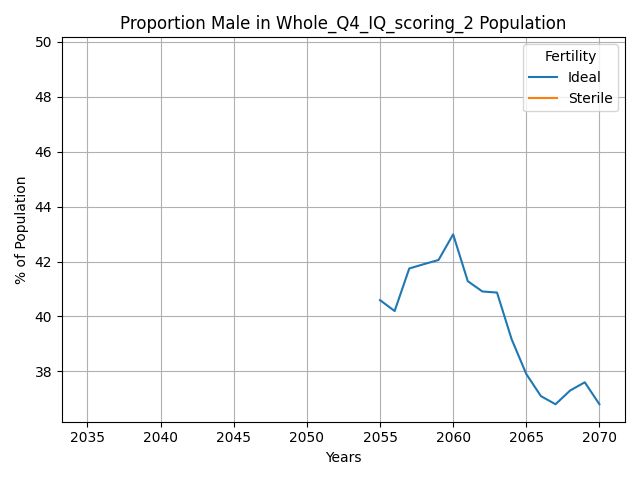 Proportion Male in Whole_Q4_IQ_scoring_2 Population
Fertility
Ideal
Sterile
% of Population
50
48
46
44
42
40
38
2035 2040 2045 2050 2055 2060 2065 2070
Years